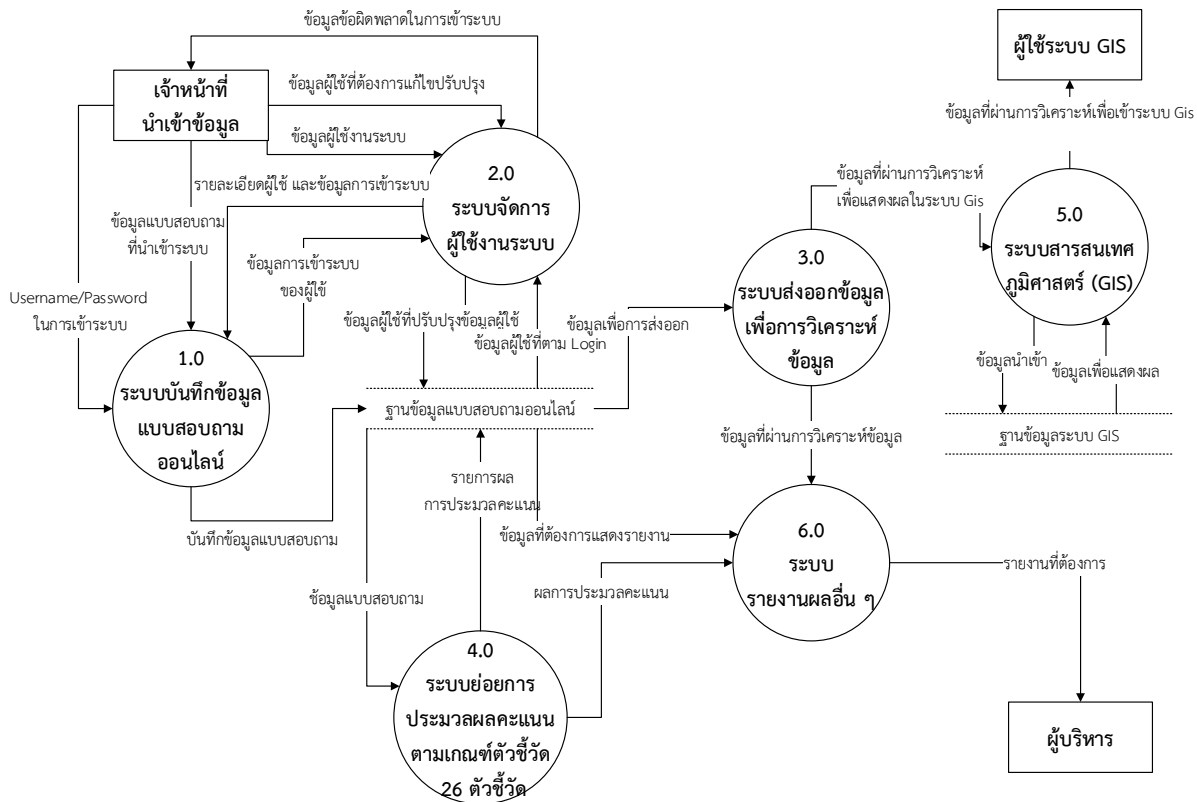 ข้อมูลข้อผิดพลาดในการเข้าระบบ
ผู้ใช้ระบบ GIS
เจ้าหน้าที่
นำเข้าข้อมูล
ข้อมูลผู้ใช้ที่ต้องการแก้ไขปรับปรุง
ข้อมูลผู้ใช้งานระบบ
ข้อมูลที่ผ่านการวิเคราะห์เพื่อเข้าระบบ Gis
2.0
ระบบจัดการ
ผู้ใช้งานระบบ
รายละเอียดผู้ใช้ และข้อมูลการเข้าระบบ
ข้อมูลที่ผ่านการวิเคราะห์
เพื่อแสดงผลในระบบ Gis
5.0
ระบบสารสนเทศ
ภูมิศาสตร์ (GIS)
ข้อมูลแบบสอบถาม
ที่นำเข้าระบบ
ข้อมูลการเข้าระบบ
ของผู้ใช้
3.0
ระบบส่งออกข้อมูล
เพื่อการวิเคราะห์
ข้อมูล
Username/Password
ในการเข้าระบบ
ข้อมูลผู้ใช้ที่ปรับปรุงข้อมูลผู้ใช้
ข้อมูลผู้ใช้ที่ตาม Login
ข้อมูลเพื่อการส่งออก
1.0
ระบบบันทึกข้อมูล
แบบสอบถาม
ออนไลน์
ข้อมูลนำเข้า
ข้อมูลเพื่อแสดงผล
ฐานข้อมูลแบบสอบถามออนไลน์
ฐานข้อมูลระบบ GIS
ข้อมูลที่ผ่านการวิเคราะห์ข้อมูล
รายการผล
การประมวลคะแนน
บันทึกข้อมูลแบบสอบถาม
ข้อมูลที่ต้องการแสดงรายงาน
6.0
ระบบ
รายงานผลอื่น ๆ
รายงานที่ต้องการ
ข้อมูลแบบสอบถาม
ผลการประมวลคะแนน
4.0
ระบบย่อยการ
ประมวลผลคะแนน
ตามเกณฑ์ตัวชี้วัด
26 ตัวชี้วัด
ผู้บริหาร